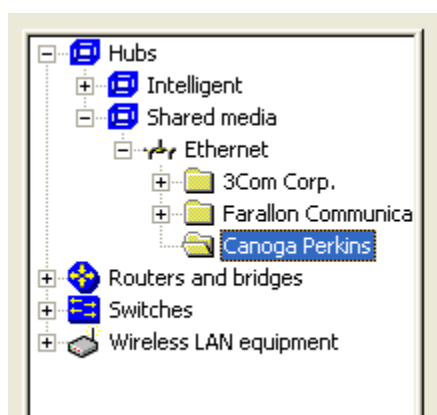 Hubs
Intelligent
Shared media
Ethernet
3Com Corp.
Farallon Communica
Canoga Perkins
Routers and bridges
Switches
Wireless LAN equipment